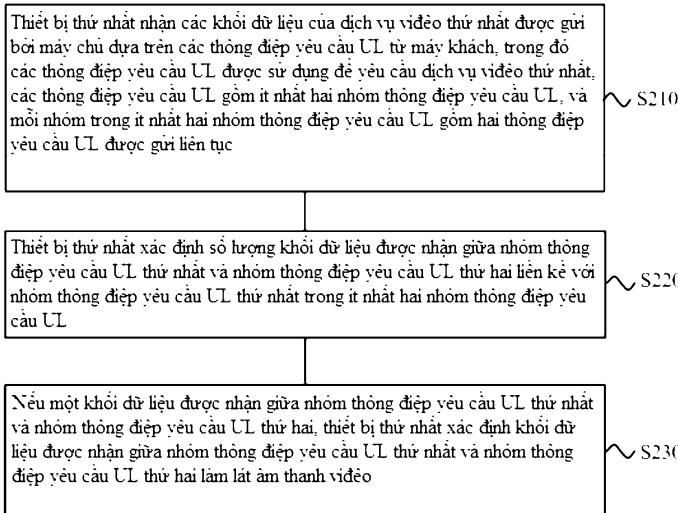 Thiết bị thứ nhất nhận các khối dữ liệu của dịch vụ viđêo thứ nhất được gửi
bởi máy chủ dựa trên các thông điệp yêu cầu UL từ máy khách, trong đó
các thông điệp yêu cầu UL được sử dụng để yêu cầu dịch vụ viđêo thứ nhất,
các thông điệp yêu cầu UL gồm ít nhất hai nhóm thông điệp yêu cầu UL, và
mỗi nhóm trong ít nhất hai nhóm thông điệp yêu cầu UL gồm hai thông điệp
yêu cầu UL được gửi liên tục
S210
Thiết bị thứ nhất xác định số lượng khối dữ liệu được nhận giữa nhóm thông
điệp yêu cầu UL thứ nhất và nhóm thông điệp yêu cầu UL thứ hai liền kề với
nhóm thông điệp yêu cầu UL thứ nhất trong ít nhất hai nhóm thông điệp yêu
cầu UL
S220
Nếu một khối dữ liệu được nhận giữa nhóm thông điệp yêu cầu UL thứ nhất
và nhóm thông điệp yêu cầu UL thứ hai, thiết bị thứ nhất xác định khối dữ
liệu được nhận giữa nhóm thông điệp yêu cầu UL thứ nhất và nhóm thông
điệp yêu cầu UL thứ hai làm lát âm thanh viđêo
S230